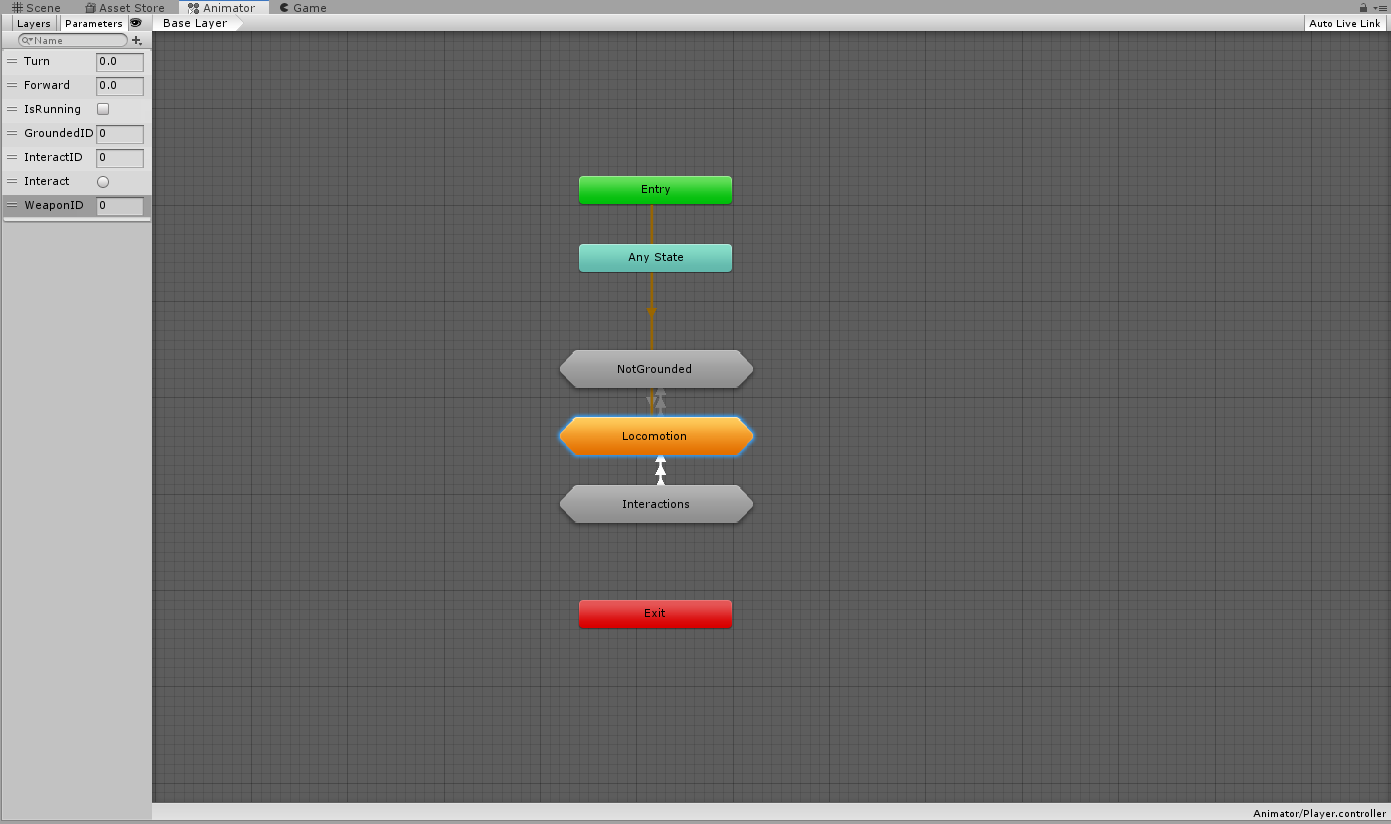 Scene Asset Store Animator Game
Layers Parameters Base Layer Auto Live Link
Name
Turn 0.0
Forward 0.0
IsRunning
GroundedID 0
InteractID 0
Interact
WeaponID 0
Entry
Any State
NotGrounded
Locomotion
Interactions
Exit
Animator/Player.controller